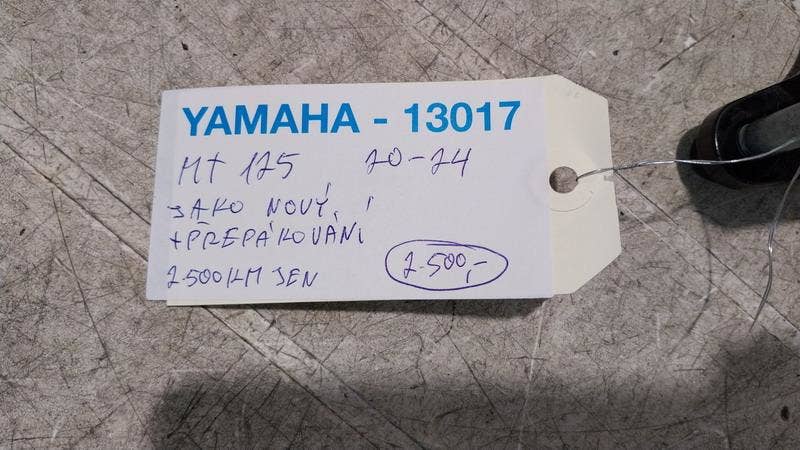 YAMAHA - 13017
MT 125 20-24
JAKO NOVÝ, I
+PŘEPÁKOVÁNÍ
2.500KM JEN
2.500,-